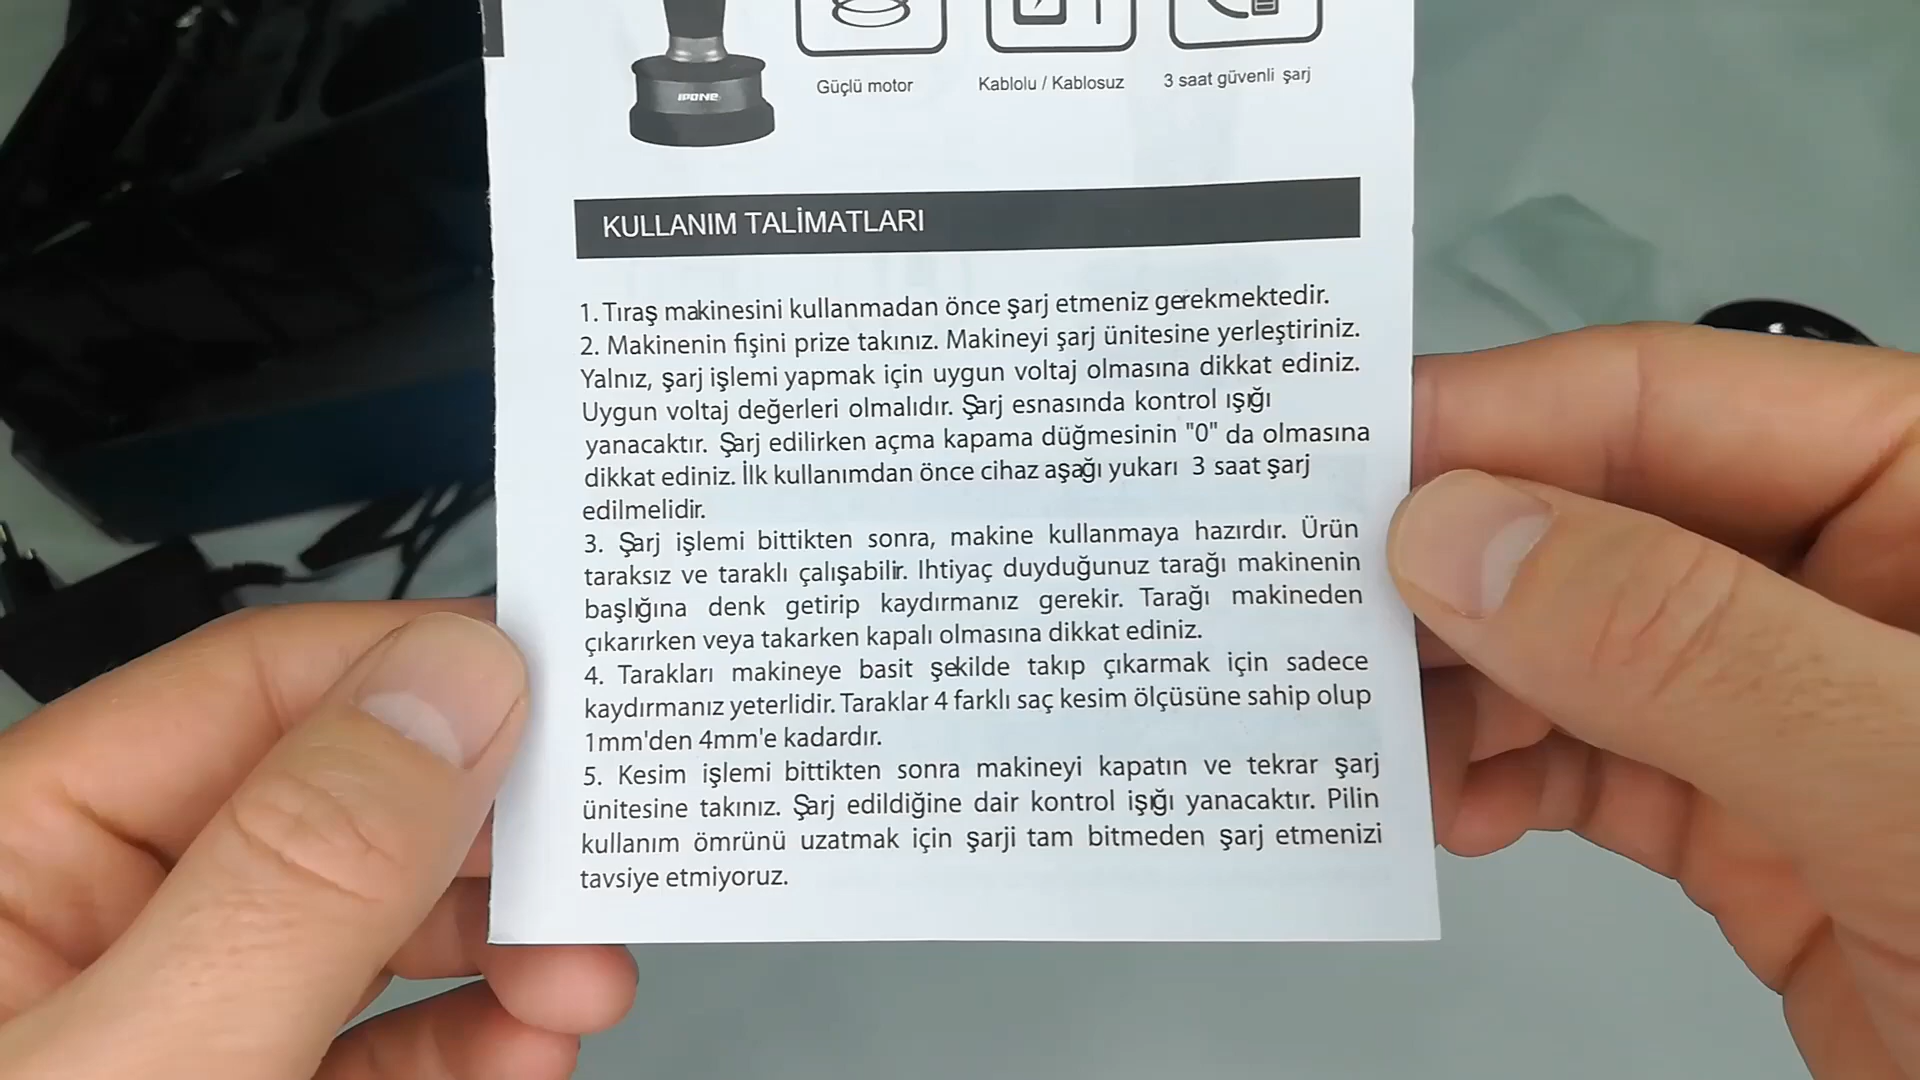 IPONE
Güçlü motor
Kablolu / Kablosuz
3 saat güvenli şarj
KULLANIM TALİMATLARI
1. Tıraş makinesini kullanmadan önce şarj etmeniz gerekmektedir.
2. Makinenin fişini prize takınız. Makineyi şarj ünitesine yerleştiriniz.
Yalnız, şarj işlemi yapmak için uygun voltaj olmasına dikkat ediniz.
Uygun voltaj değerleri olmalıdır. Şarj esnasında kontrol ışığı
yanacaktır. Şarj edilirken açma kapama düğmesinin "0" da olmasına
dikkat ediniz. İlk kullanımdan önce cihaz aşağı yukarı 3 saat şarj
edilmelidir.
3. Şarj işlemi bittikten sonra, makine kullanmaya hazırdır. Ürün
taraksız ve taraklı çalışabilir. Ihtiyaç duyduğunuz tarağı makinenin
başlığına denk getirip kaydırmanız gerekir. Tarağı makineden
çıkarırken veya takarken kapalı olmasına dikkat ediniz.
4. Tarakları makineye basit şekilde takıp çıkarmak için sadece
kaydırmanız yeterlidir. Taraklar 4 farklı saç kesim ölçüsüne sahip olup
1mm'den 4mm'e kadardır.
5. Kesim işlemi bittikten sonra makineyi kapatın ve tekrar şarj
ünitesine takınız. Şarj edildiğine dair kontrol işığı yanacaktır. Pilin
kullanım ömrünü uzatmak için şarji tam bitmeden şarj etmenizi
tavsiye etmiyoruz.